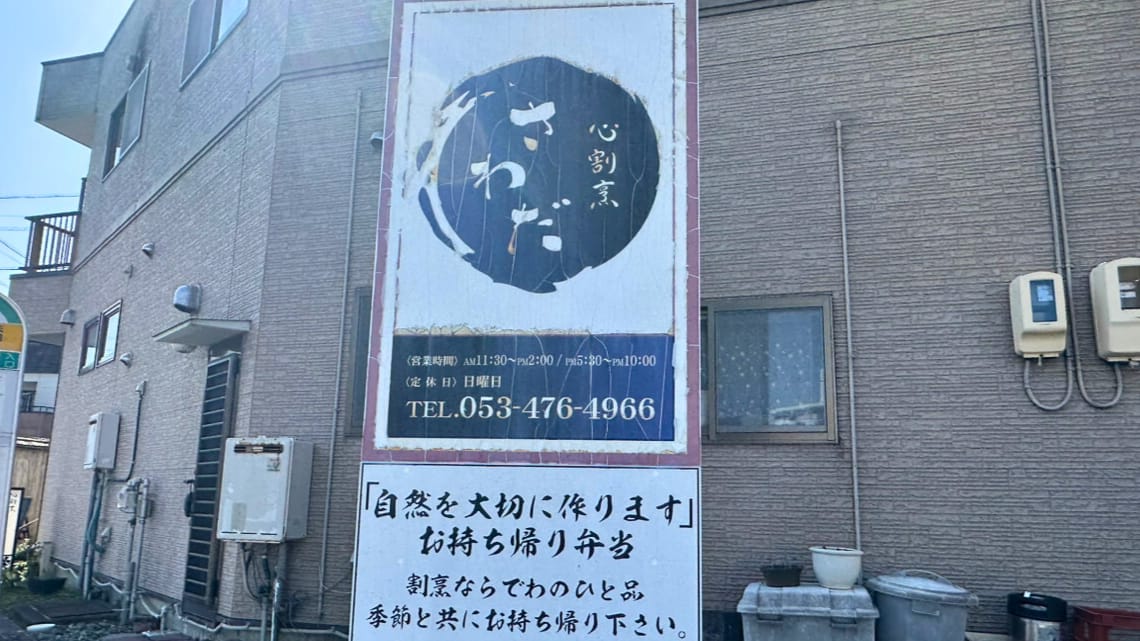 心割烹
さわだ
〈営業時間〉AM11:30〜PM2:00 / PM5:30〜PM10:00
〈定休日〉日曜日
TEL.053-476-4966
「自然を大切に作ります」
お持ち帰り弁当
割烹ならでわのひと品
季節と共にお持ち帰り下さい。